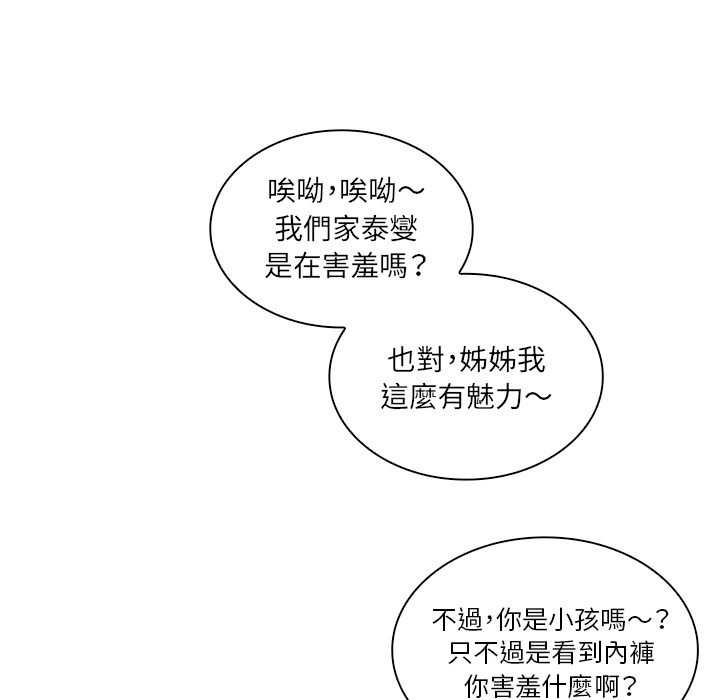 唉呦，唉呦～
我們家泰燮
是在害羞嗎？
也對，姊姊我
這麼有魅力～
不過，你是小孩嗎～？
只不過是看到內褲
你害羞什麼啊？